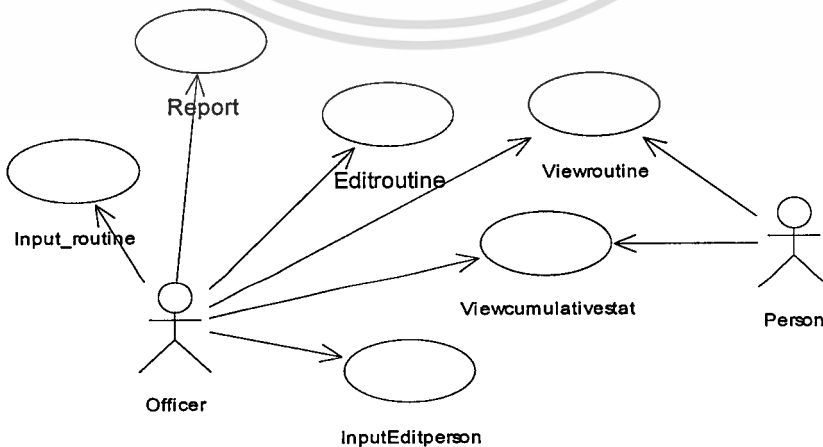 Report
Editroutine
Viewroutine
Input_routine
Viewcumulativestat
Person
Officer
InputEditperson